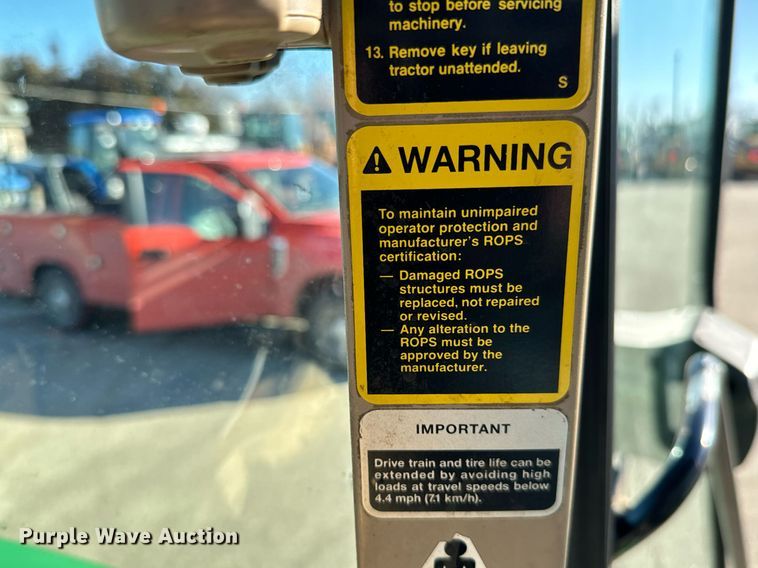 to stop before servicing
machinery.
13. Remove key if leaving
tractor unattended.
S
WARNING
To maintain unimpaired
operator protection and
manufacturer's ROPS
certification:
— Damaged ROPS
structures must be
replaced, not repaired
or revised.
— Any alteration to the
ROPS must be
approved by the
manufacturer.
IMPORTANT
Drive train and tire life can be
extended by avoiding high
loads at travel speeds below
4.4 mph (7.1 km/h).
Purple Wave Auction